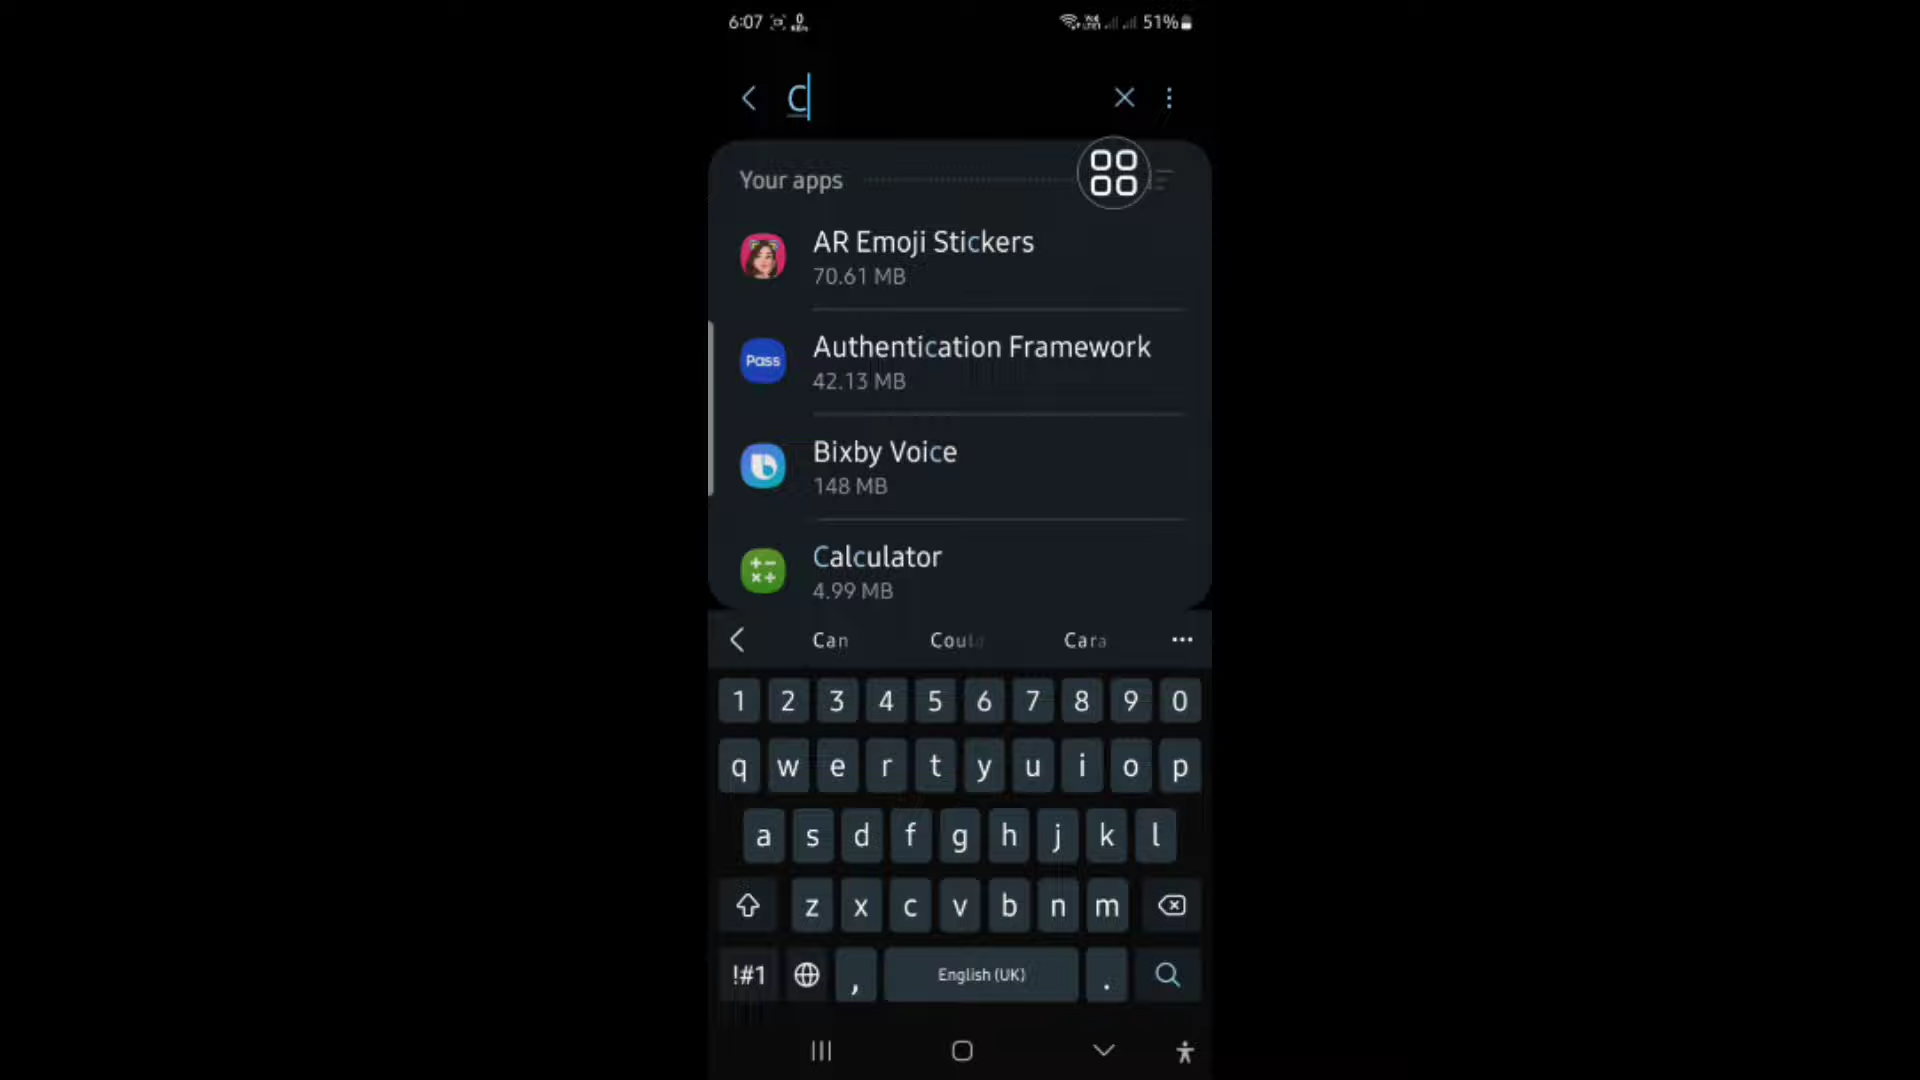 6:07 51%
C
Your apps
AR Emoji Stickers
70.61 MB
Pass
Authentication Framework
42.13 MB
Bixby Voice
148 MB
Calculator
4.99 MB
Can Could Cara
1 2 3 4 5 6 7 8 9 0
q w e r t y u i o p
a s d f g h j k l
z x c v b n m
!#1 , English (UK) .